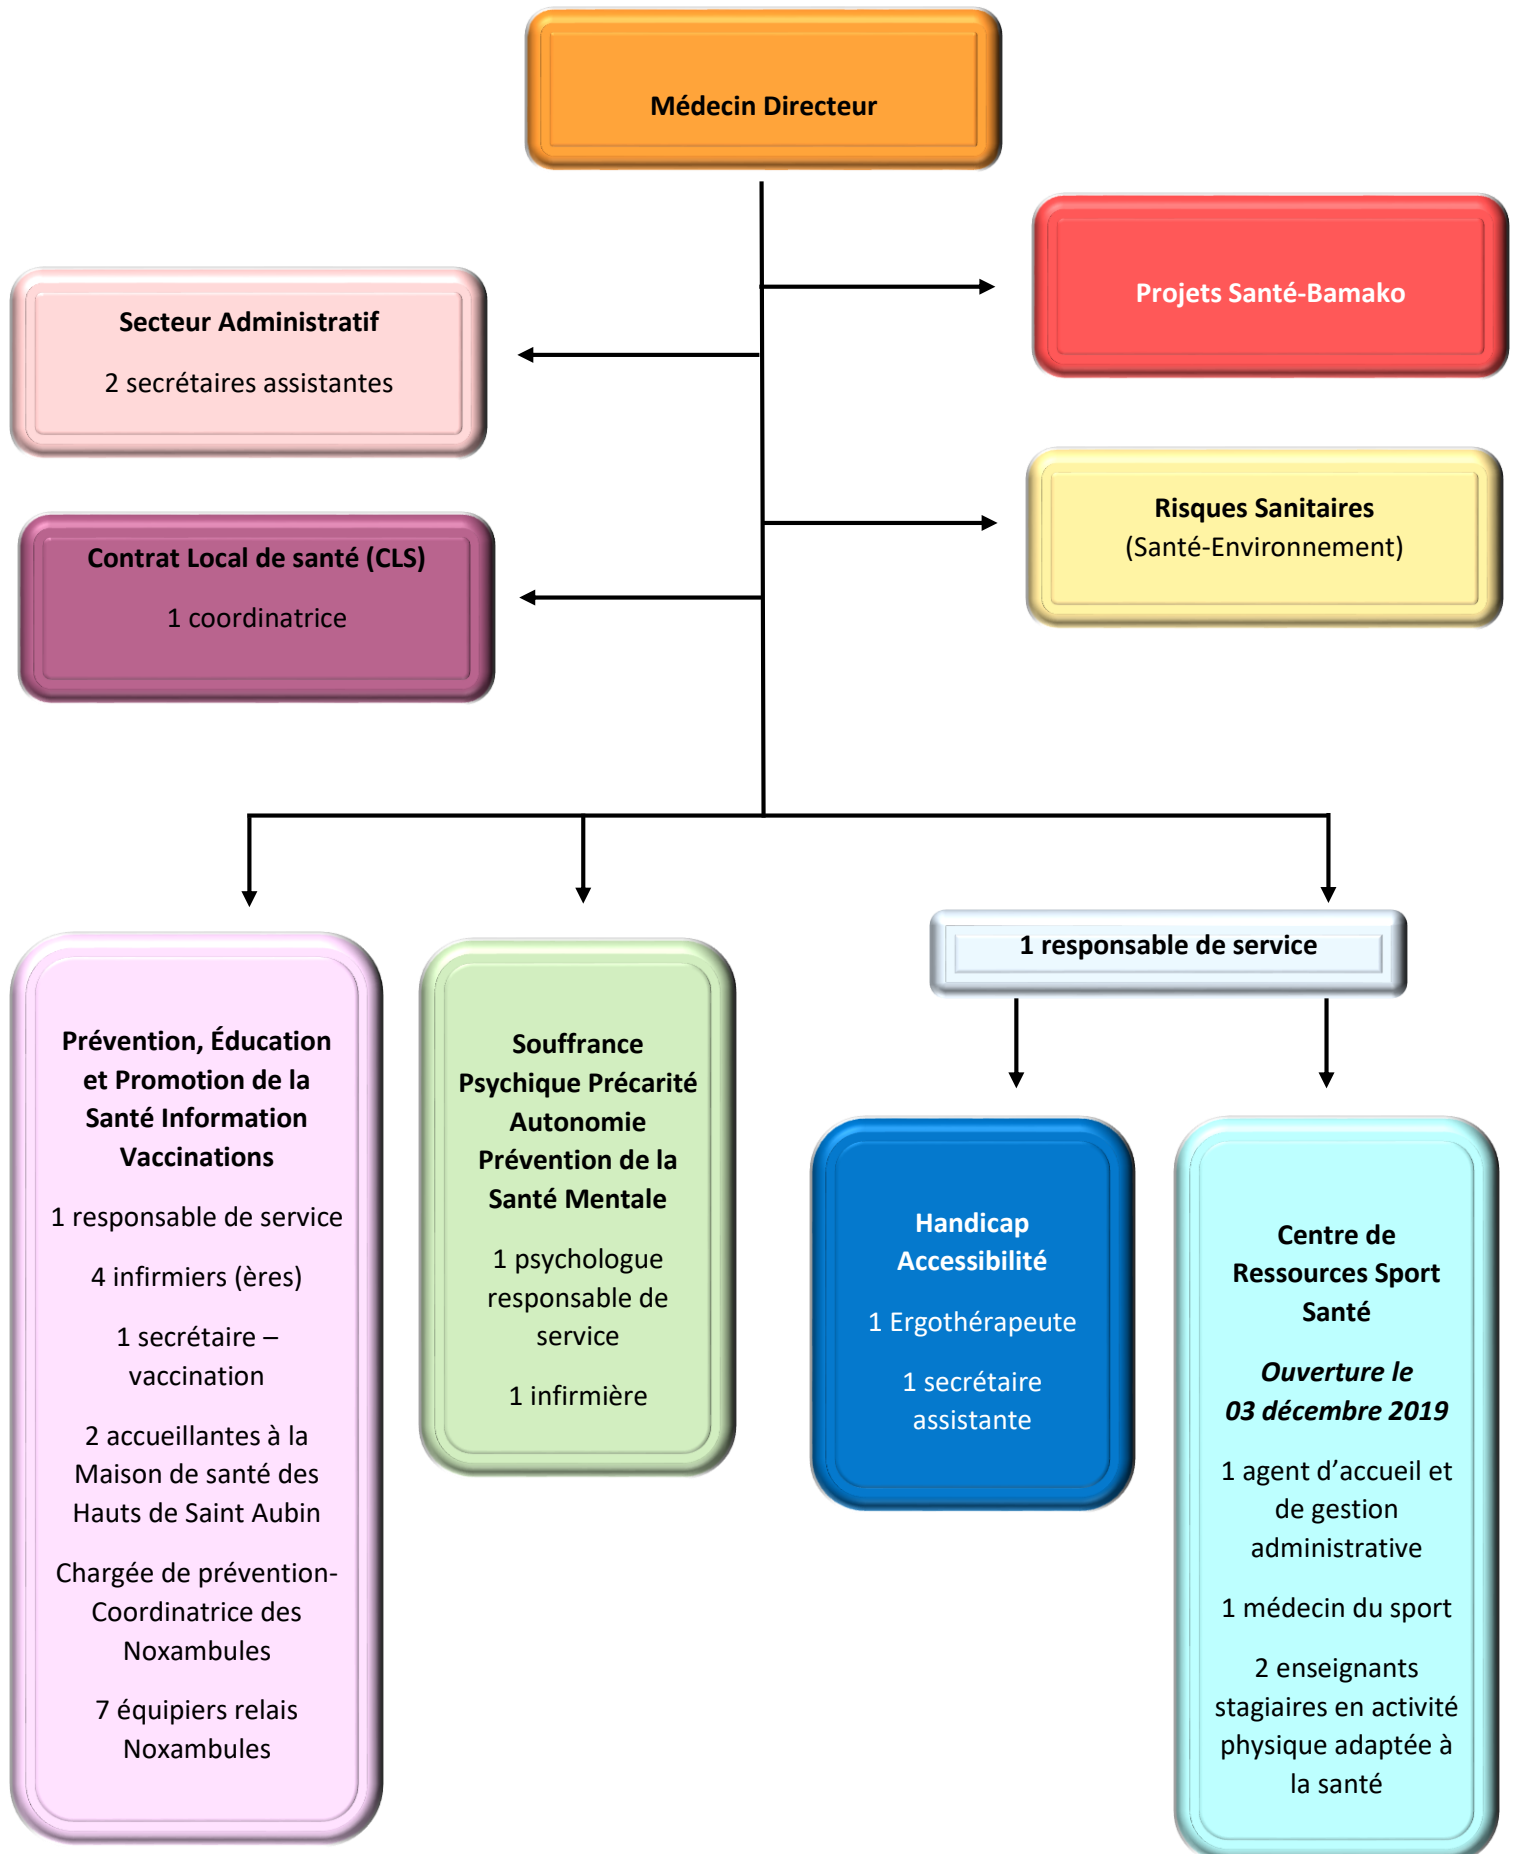 Médecin Directeur
Projets Santé-Bamako
Secteur Administratif
2 secrétaires assistantes
Risques Sanitaires
(Santé-Environnement)
Contrat Local de santé (CLS)
1 coordinatrice
1 responsable de service
Prévention, Éducation
et Promotion de la
Santé Information
Vaccinations
1 responsable de service
4 infirmiers (ères)
1 secrétaire –
vaccination
2 accueillantes à la
Maison de santé des
Hauts de Saint Aubin
Chargée de prévention-
Coordinatrice des
Noxambules
7 équipiers relais
Noxambules
Souffrance
Psychique Précarité
Autonomie
Prévention de la
Santé Mentale
1 psychologue
responsable de
service
1 infirmière
Handicap
Accessibilité
1 Ergothérapeute
1 secrétaire
assistante
Centre de
Ressources Sport
Santé
Ouverture le
03 décembre 2019
1 agent d’accueil et
de gestion
administrative
1 médecin du sport
2 enseignants
stagiaires en activité
physique adaptée à
la santé